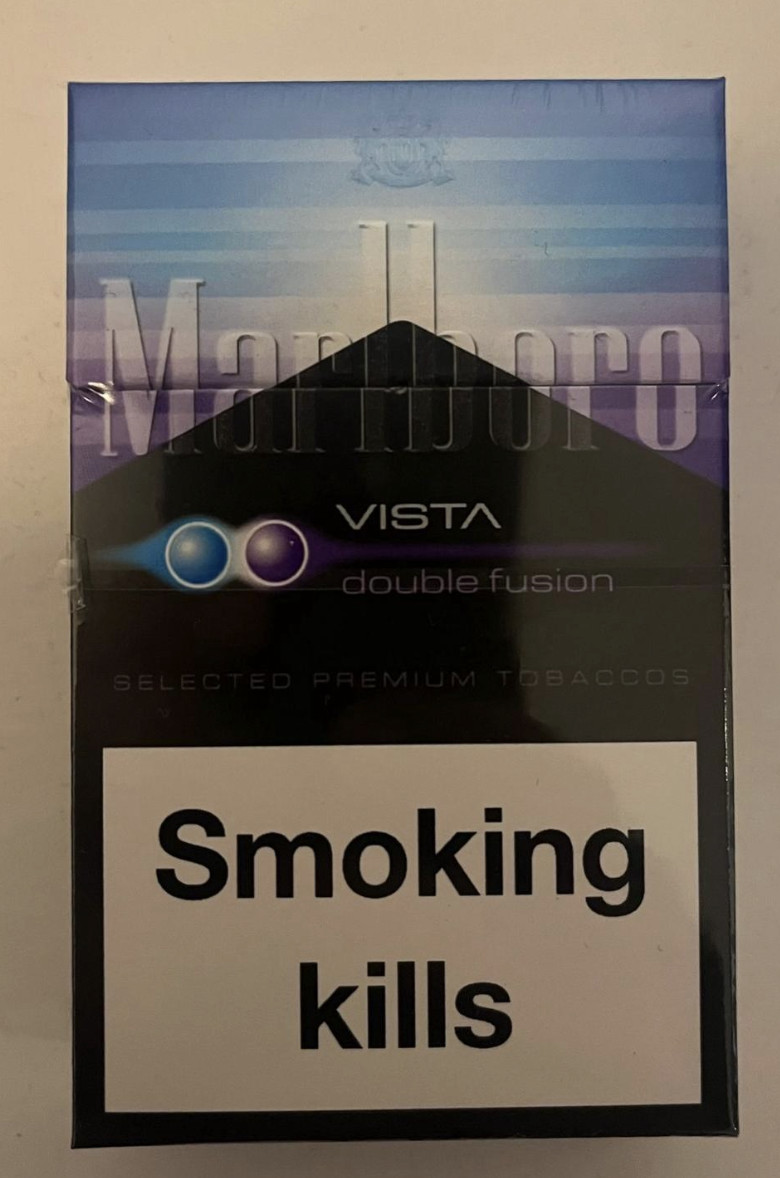 Marlboro
VISTA
double fusion
SELECTED PREMIUM TOBACCOS
Smoking
kills